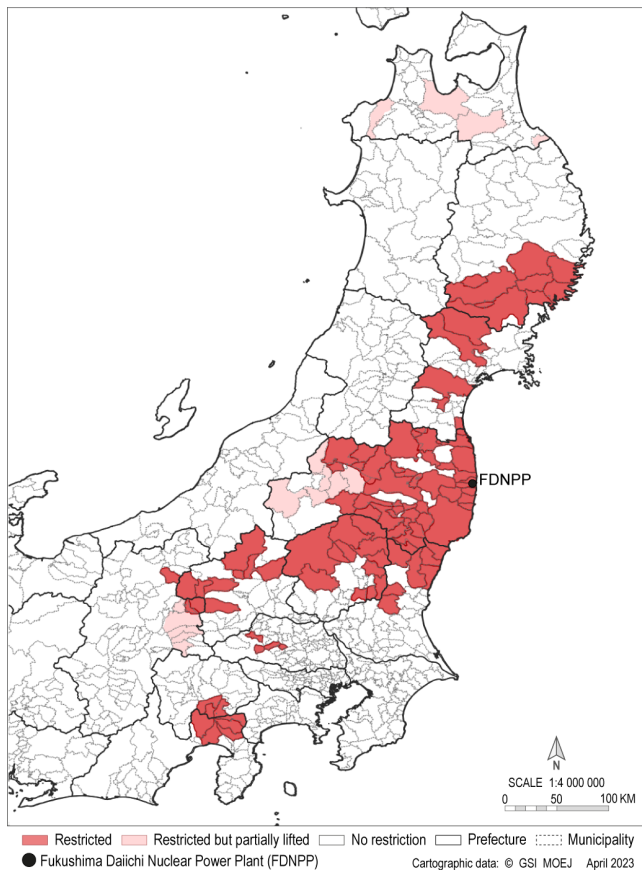 FDNPP
N
SCALE 1:4 000 000
0 50 100 KM
Restricted Restricted but partially lifted No restriction Prefecture Municipality
Fukushima Daiichi Nuclear Power Plant (FDNPP) Cartographic data: © GSI MOEJ April 2023